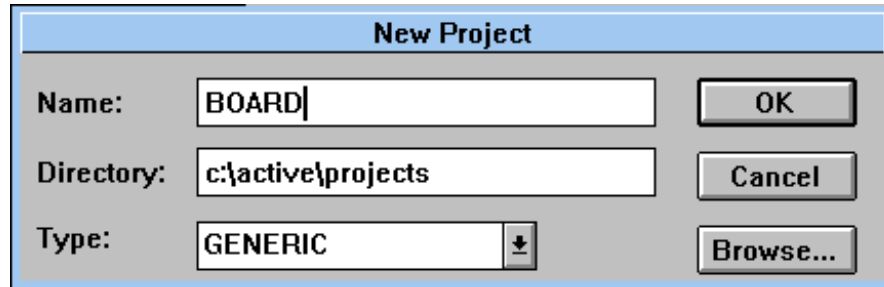 New Project
Name: BOARD OK
Directory: c:\active\projects Cancel
Type: GENERIC Browse...